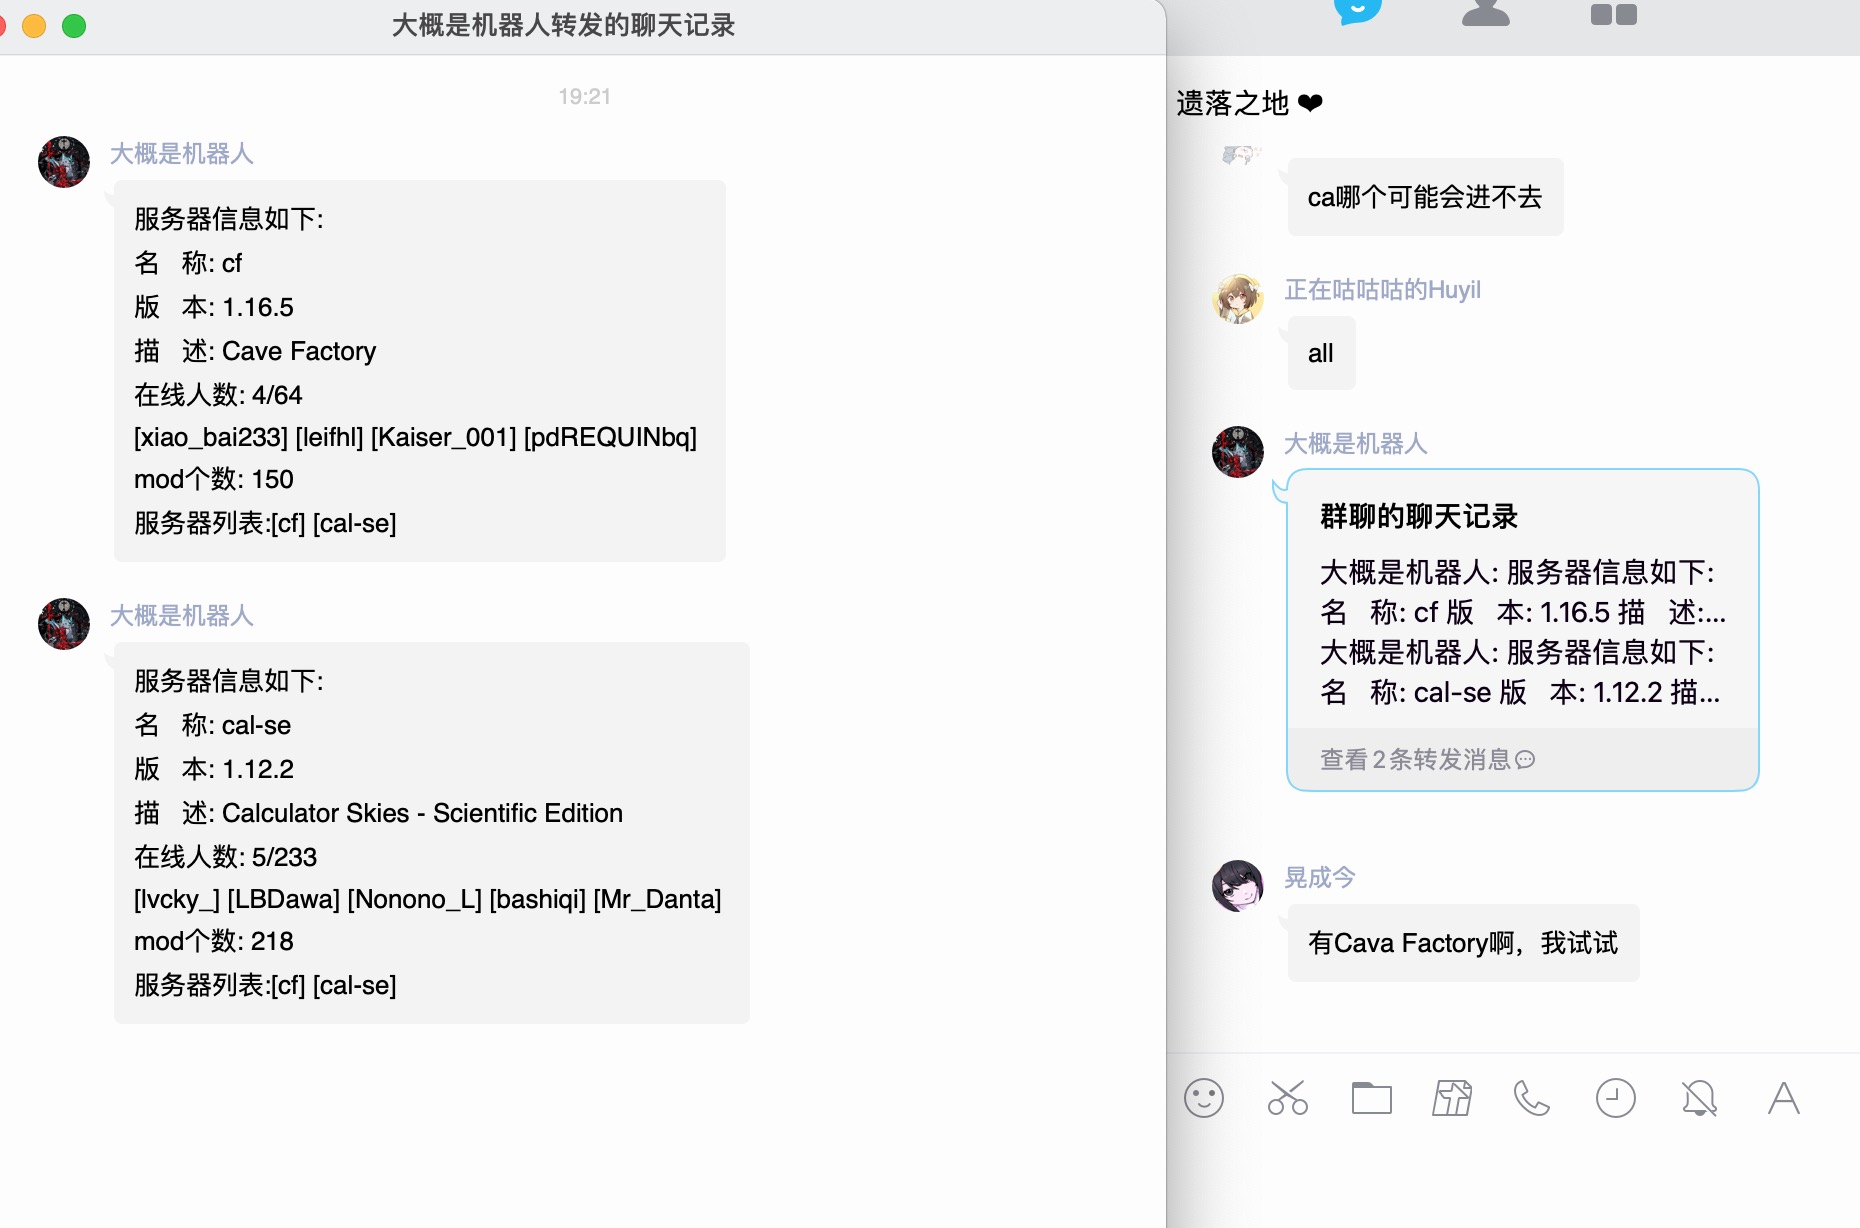 大概是机器人转发的聊天记录
19:21
大概是机器人
服务器信息如下:
名 称: cf
版 本: 1.16.5
描 述: Cave Factory
在线人数: 4/64
[xiao_bai233] [leifhl] [Kaiser_001] [pdREQUINbq]
mod个数: 150
服务器列表:[cf] [cal-se]
大概是机器人
服务器信息如下:
名 称: cal-se
版 本: 1.12.2
描 述: Calculator Skies - Scientific Edition
在线人数: 5/233
[lvcky_] [LBDawa] [Nonono_L] [bashiqi] [Mr_Danta]
mod个数: 218
服务器列表:[cf] [cal-se]
遗落之地 ❤
ca哪个可能会进不去
正在咕咕咕的Huyil
all
大概是机器人
群聊的聊天记录
大概是机器人: 服务器信息如下:
名 称: cf 版 本: 1.16.5 描 述:...
大概是机器人: 服务器信息如下:
名 称: cal-se 版 本: 1.12.2 描...
查看2条转发消息
晃成今
有Cava Factory啊，我试试